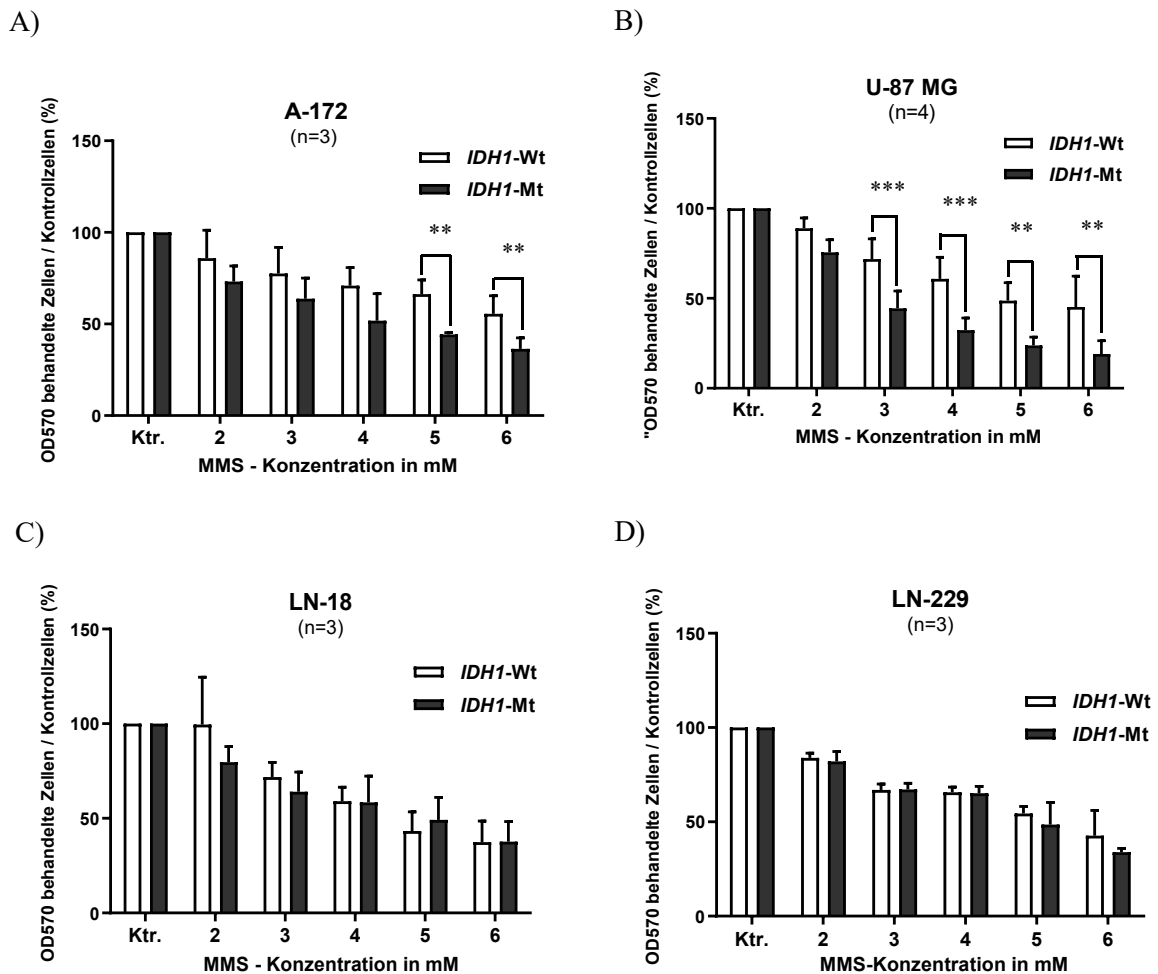 A)
A-172
(n=3)
OD570 behandelte Zellen / Kontrollzellen (%)
150
100
50
0
IDH1-Wt
IDH1-Mt
**
**
Ktr.
2
3
4
5
6
MMS - Konzentration in mM
B)
U-87 MG
(n=4)
"OD570 behandelte Zellen / Kontrollzellen (%)
150
100
50
0
IDH1-Wt
IDH1-Mt
***
***
**
**
Ktr.
2
3
4
5
6
MMS - Konzentration in mM
C)
LN-18
(n=3)
OD570 behandelte Zellen / Kontrollzellen (%)
150
100
50
0
IDH1-Wt
IDH1-Mt
Ktr.
2
3
4
5
6
MMS - Konzentration in mM
D)
LN-229
(n=3)
OD570 behandelte Zellen / Kontrollzellen (%)
150
100
50
0
IDH1-Wt
IDH1-Mt
Ktr.
2
3
4
5
6
MMS-Konzentration in mM